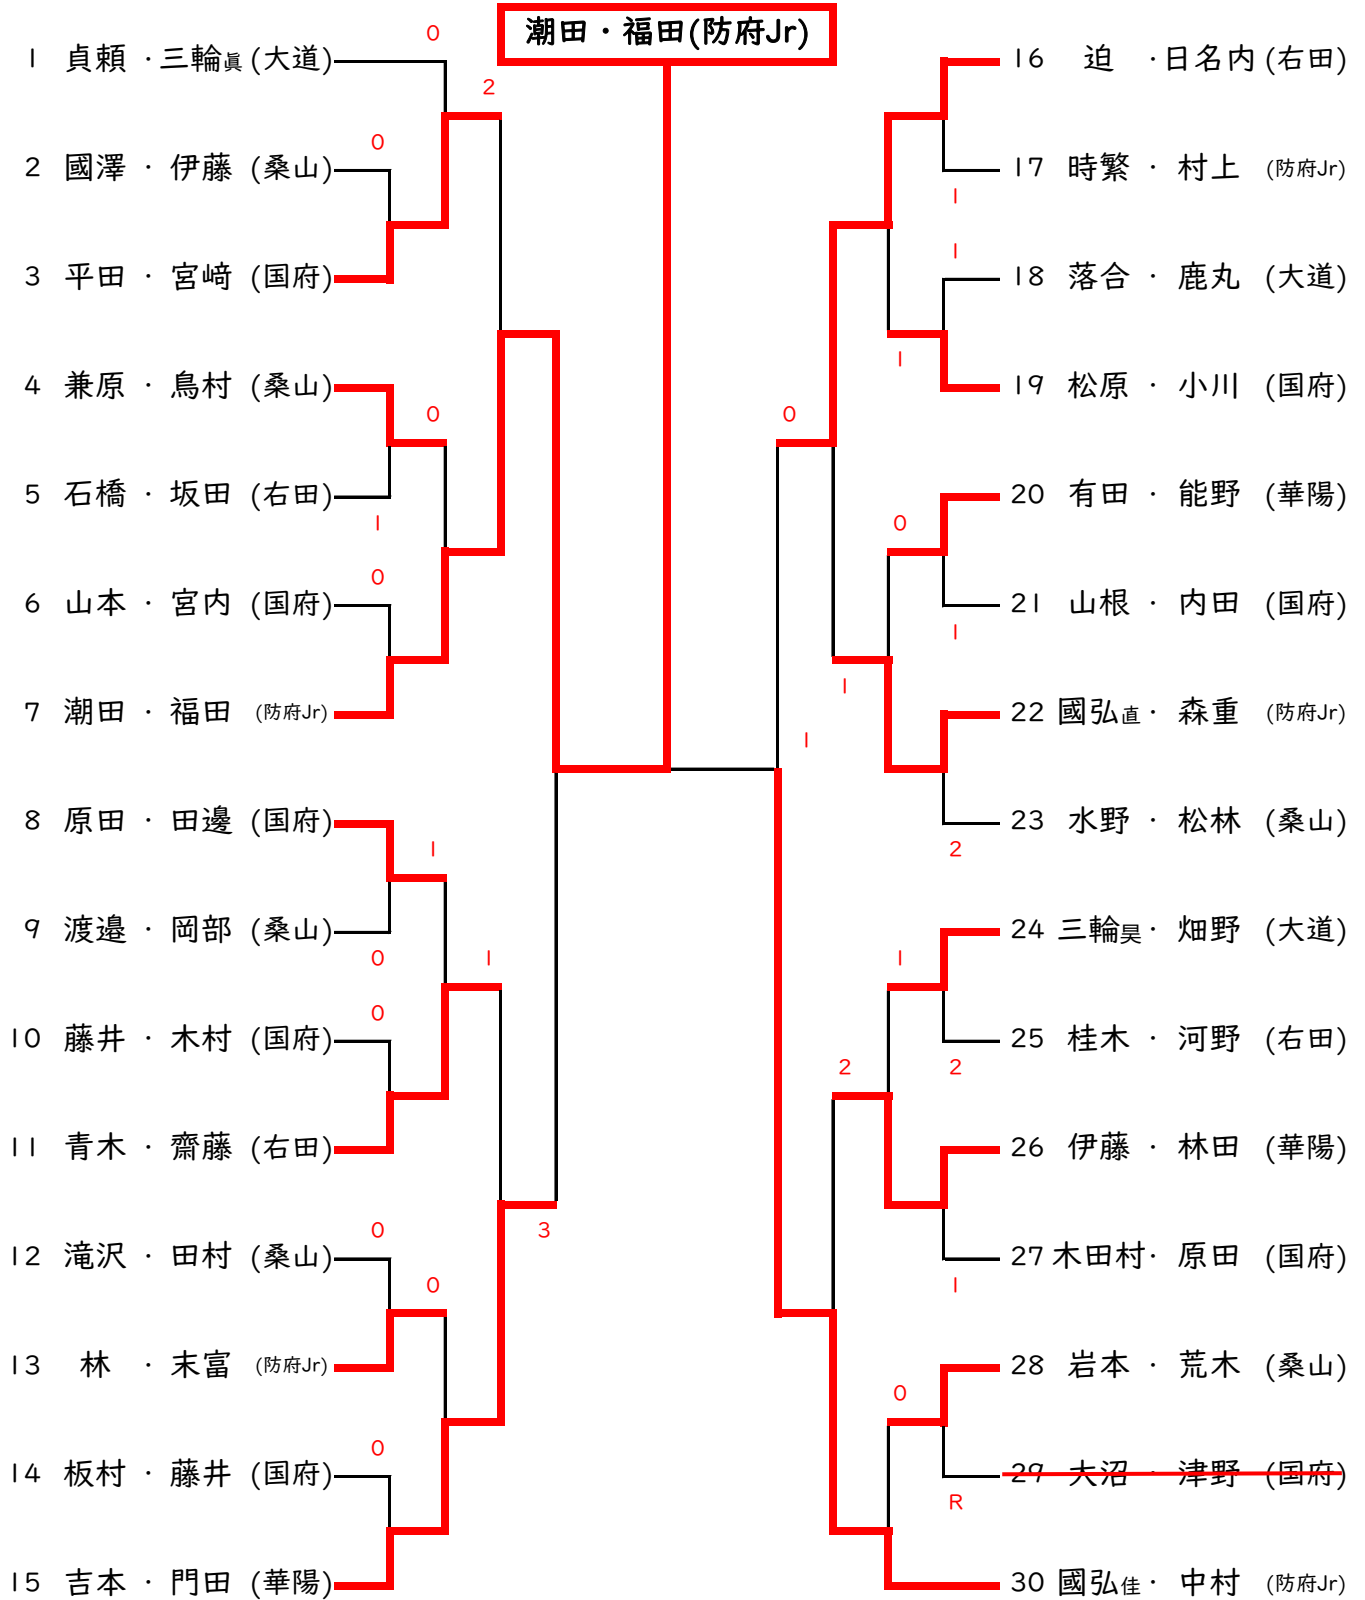 潮田・福田(防府Jr)
0
1 貞頼・三輪眞(大道)
2
0
2 國澤・伊藤(桑山)
3 平田・宮﨑(国府)
4 兼原・鳥村(桑山)
0
5 石橋・坂田(右田)
1
0
6 山本・宮内(国府)
7 潮田・福田(防府Jr)
8 原田・田邊(国府)
1
9 渡邉・岡部(桑山)
0
1
0
10 藤井・木村(国府)
11 青木・齋藤(右田)
0
3
12 滝沢・田村(桑山)
0
13 林・末富(防府Jr)
0
14 板村・藤井(国府)
15 吉本・門田(華陽)
16 迫・日名内(右田)
17 時繁・村上(防府Jr)
1
1
18 落合・鹿丸(大道)
1
19 松原・小川(国府)
0
20 有田・能野(華陽)
0
21 山根・内田(国府)
1
1
22 國弘直・森重(防府Jr)
1
23 水野・松林(桑山)
2
24 三輪昊・畑野(大道)
1
25 桂木・河野(右田)
2
2
26 伊藤・林田(華陽)
27 木田村・原田(国府)
1
28 岩本・荒木(桑山)
0
29 大沼・津野(国府)
R
30 國弘佳・中村(防府Jr)